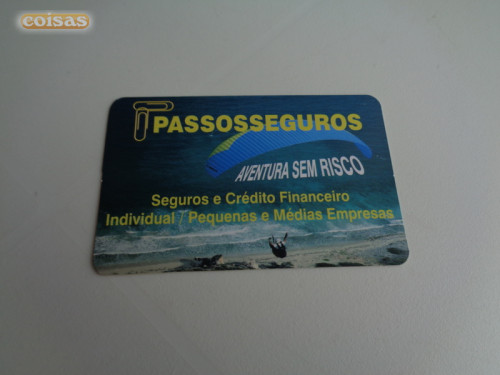 coisas
PASSOSSEGUROS
AVENTURA SEM RISCO
Seguros e Crédito Financeiro
Individual / Pequenas e Médias Empresas